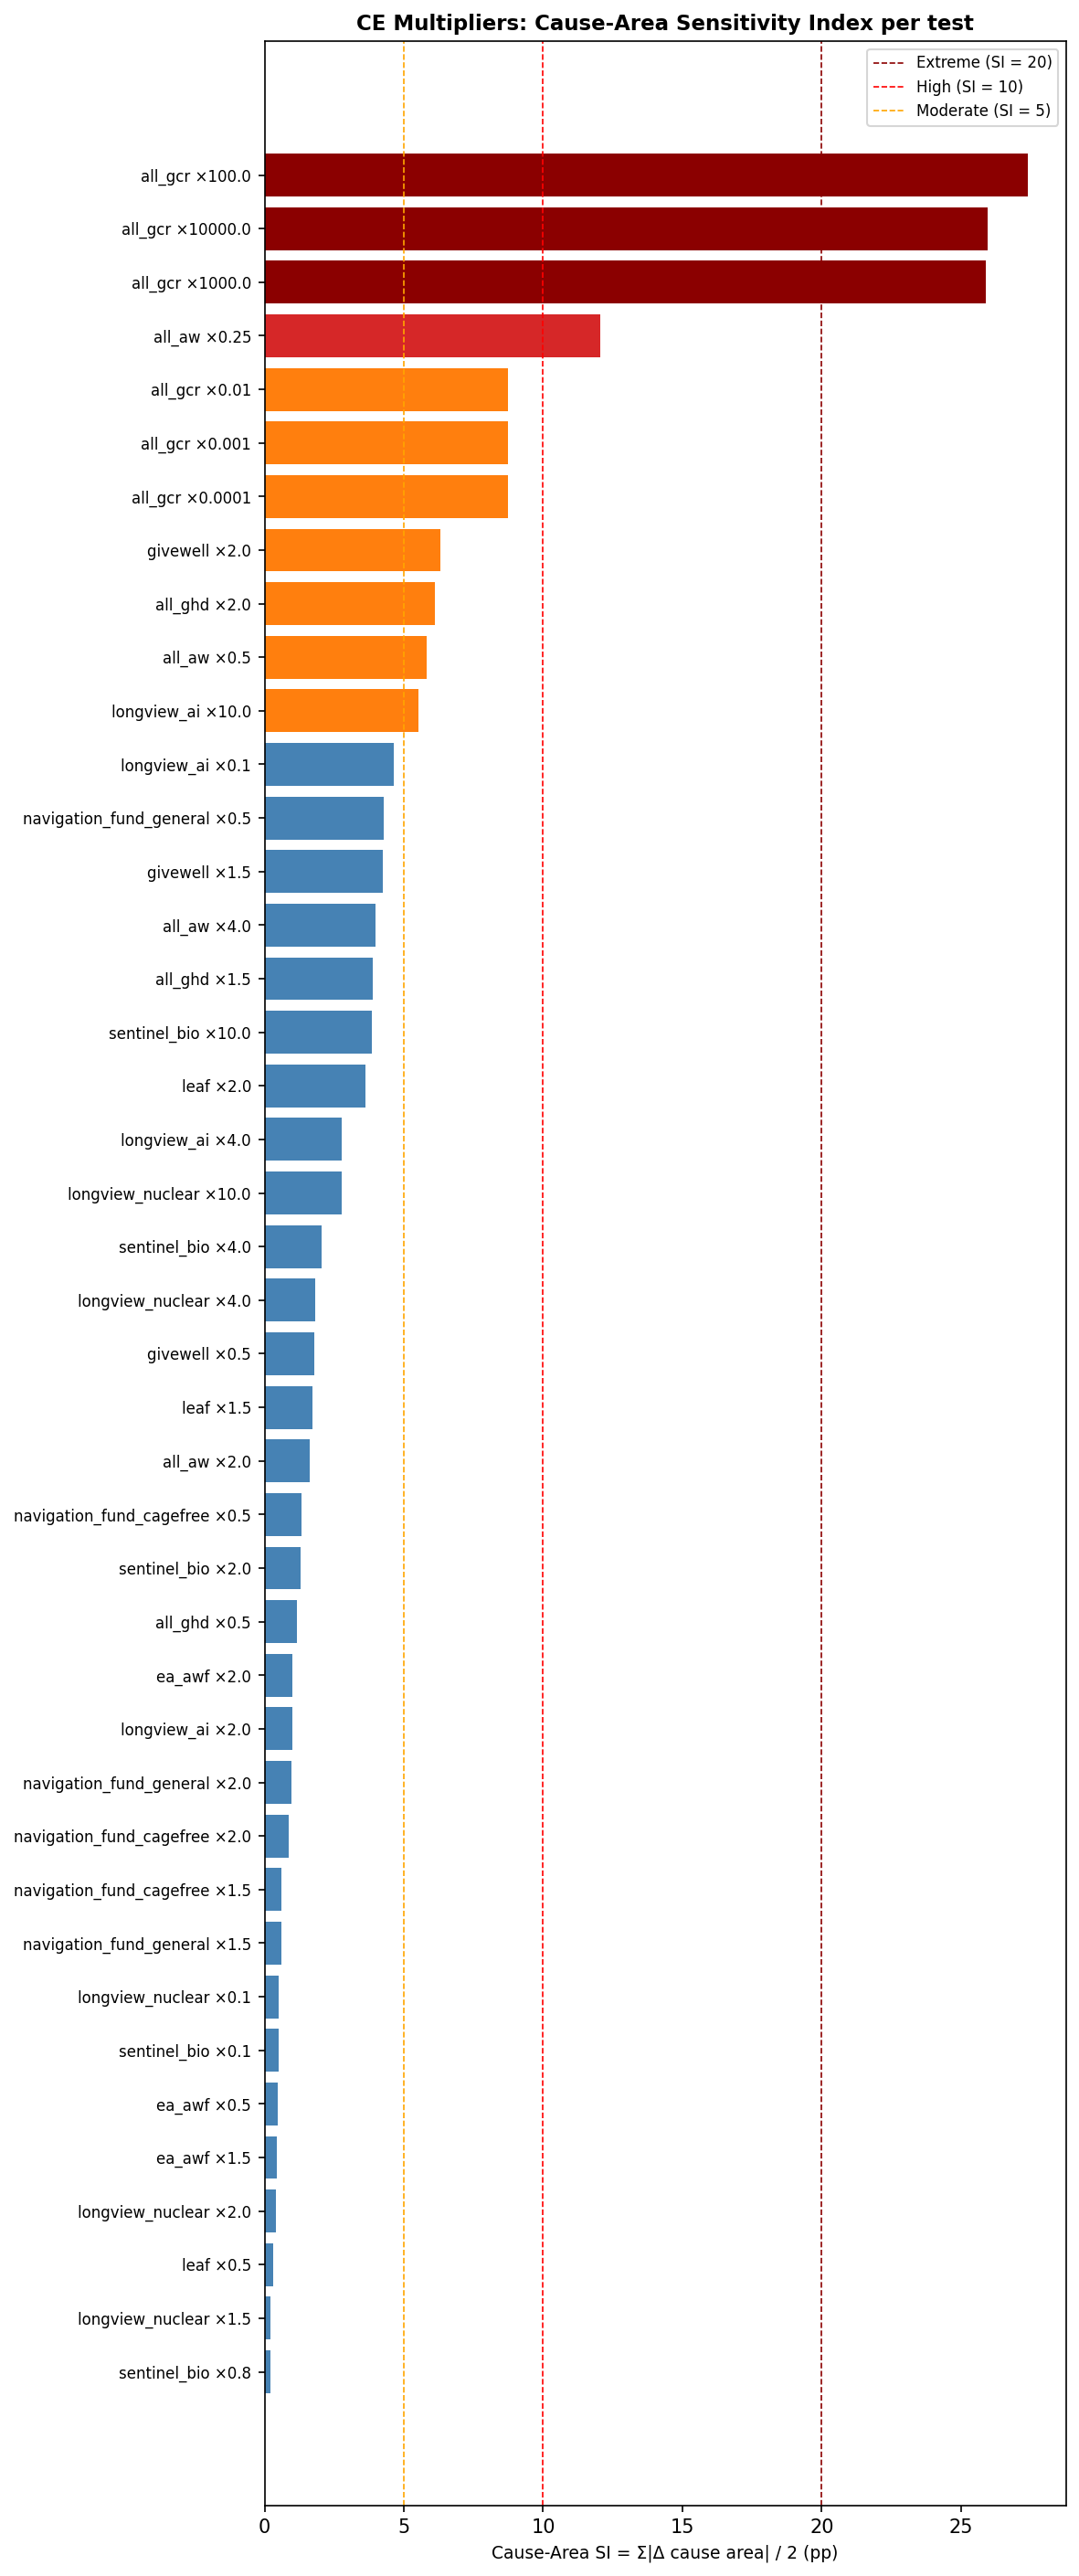 CE Multipliers: Cause-Area Sensitivity Index per test
Extreme (SI = 20)
High (SI = 10)
Moderate (SI = 5)
all_gcr ×100.0
all_gcr ×10000.0
all_gcr ×1000.0
all_aw ×0.25
all_gcr ×0.01
all_gcr ×0.001
all_gcr ×0.0001
givewell ×2.0
all_ghd ×2.0
all_aw ×0.5
longview_ai ×10.0
longview_ai ×0.1
navigation_fund_general ×0.5
givewell ×1.5
all_aw ×4.0
all_ghd ×1.5
sentinel_bio ×10.0
leaf ×2.0
longview_ai ×4.0
longview_nuclear ×10.0
sentinel_bio ×4.0
longview_nuclear ×4.0
givewell ×0.5
leaf ×1.5
all_aw ×2.0
navigation_fund_cagefree ×0.5
sentinel_bio ×2.0
all_ghd ×0.5
ea_awf ×2.0
longview_ai ×2.0
navigation_fund_general ×2.0
navigation_fund_cagefree ×2.0
navigation_fund_cagefree ×1.5
navigation_fund_general ×1.5
longview_nuclear ×0.1
sentinel_bio ×0.1
ea_awf ×0.5
ea_awf ×1.5
longview_nuclear ×2.0
leaf ×0.5
longview_nuclear ×1.5
sentinel_bio ×0.8
0 5 10 15 20 25
Cause-Area SI = Σ|Δ cause area| / 2 (pp)